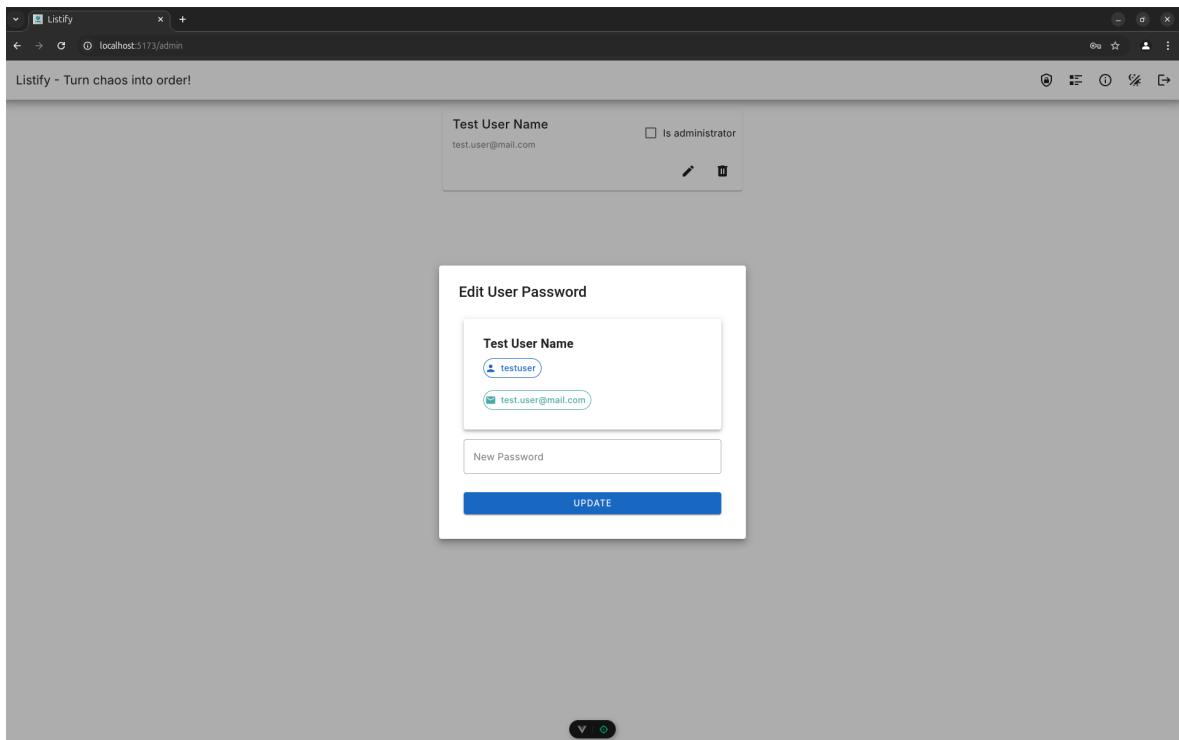 Listify
localhost:5173/admin
Listify - Turn chaos into order!
Test User Name
Is administrator
test.user@mail.com
Edit User Password
Test User Name
testuser
test.user@mail.com
New Password
UPDATE